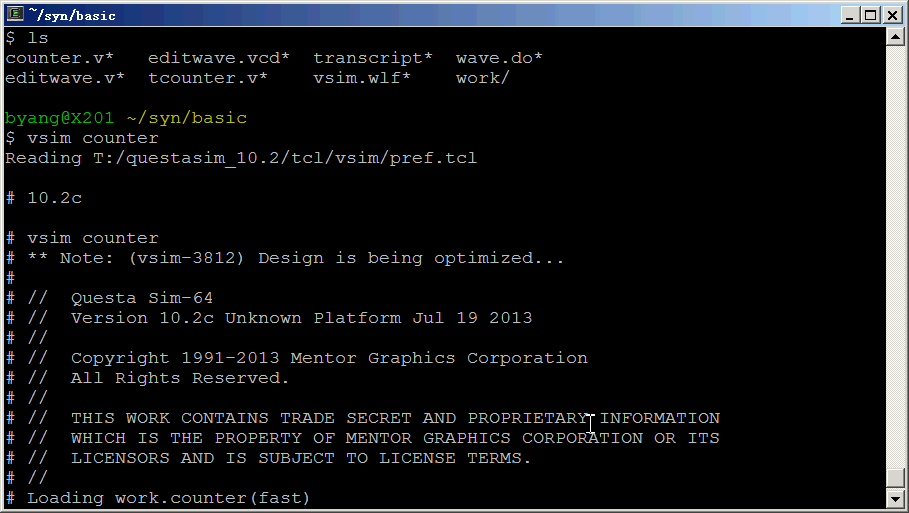 ~/syn/basic
$ ls
counter.v*   editwave.vcd*  transcript*  wave.do*
editwave.v*  tcounter.v*    vsim.wlf*    work/
byang@X201 ~/syn/basic
$ vsim counter
Reading T:/questasim_10.2/tcl/vsim/pref.tcl
# 10.2c
# vsim counter
# ** Note: (vsim-3812) Design is being optimized...
#
# //  Questa Sim-64
# //  Version 10.2c Unknown Platform Jul 19 2013
# //
# //  Copyright 1991-2013 Mentor Graphics Corporation
# //  All Rights Reserved.
# //
# //  THIS WORK CONTAINS TRADE SECRET AND PROPRIETARY INFORMATION
# //  WHICH IS THE PROPERTY OF MENTOR GRAPHICS CORPORATION OR ITS
# //  LICENSORS AND IS SUBJECT TO LICENSE TERMS.
# //
# Loading work.counter(fast)